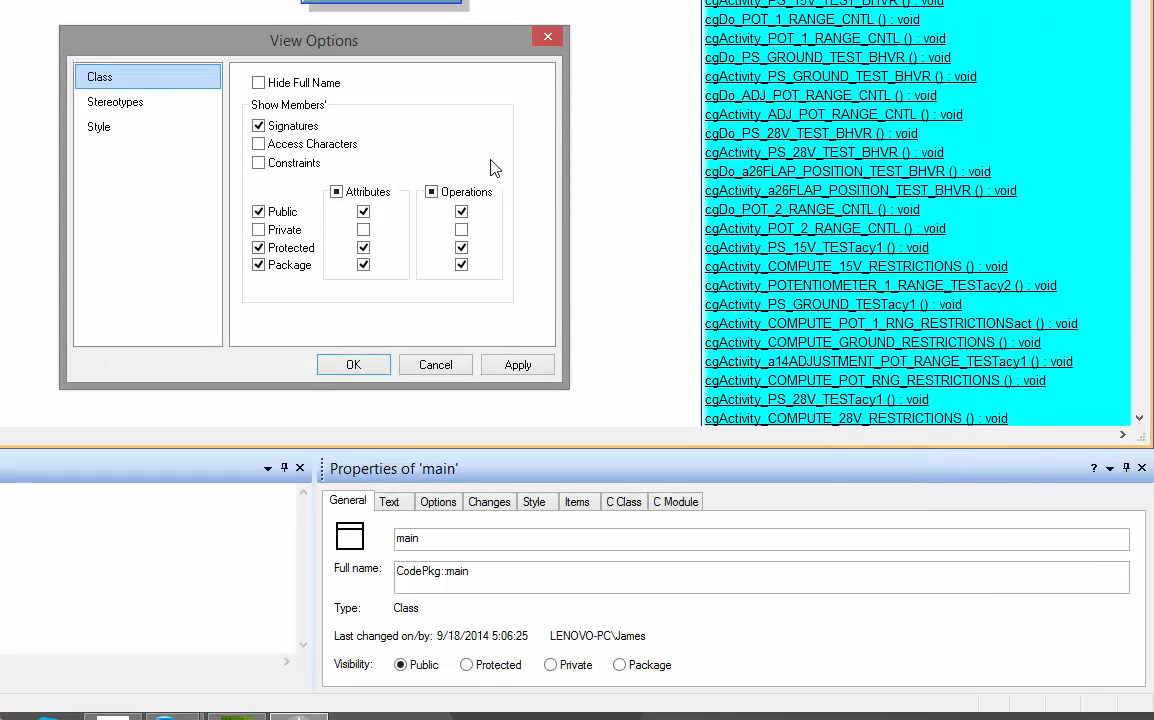 View Options
Class
Stereotypes
Style
Hide Full Name
Show Members'
Signatures
Access Characters
Constraints
Attributes
Operations
Public
Private
Protected
Package
OK
Cancel
Apply
cgActivity_PS_15V_TEST_BHVR () : void
cgDo_POT_1_RANGE_CNTL () : void
cgActivity_POT_1_RANGE_CNTL () : void
cgDo_PS_GROUND_TEST_BHVR () : void
cgActivity_PS_GROUND_TEST_BHVR () : void
cgDo_ADJ_POT_RANGE_CNTL () : void
cgActivity_ADJ_POT_RANGE_CNTL () : void
cgDo_PS_28V_TEST_BHVR () : void
cgActivity_PS_28V_TEST_BHVR () : void
cgDo_a26FLAP_POSITION_TEST_BHVR () : void
cgActivity_a26FLAP_POSITION_TEST_BHVR () : void
cgDo_POT_2_RANGE_CNTL () : void
cgActivity_POT_2_RANGE_CNTL () : void
cgActivity_PS_15V_TESTacy1 () : void
cgActivity_COMPUTE_15V_RESTRICTIONS () : void
cgActivity_POTENTIOMETER_1_RANGE_TESTacy2 () : void
cgActivity_PS_GROUND_TESTacy1 () : void
cgActivity_COMPUTE_POT_1_RNG_RESTRICTIONSact () : void
cgActivity_COMPUTE_GROUND_RESTRICTIONS () : void
cgActivity_a14ADJUSTMENT_POT_RANGE_TESTacy1 () : void
cgActivity_COMPUTE_POT_RNG_RESTRICTIONS () : void
cgActivity_PS_28V_TESTacy1 () : void
cgActivity_COMPUTE_28V_RESTRICTIONS () : void
Properties of 'main'
General Text Options Changes Style Items C Class C Module
main
Full name: CodePkg::main
Type: Class
Last changed on/by: 9/18/2014 5:06:25 LENOVO-PC\James
Visibility: Public Protected Private Package